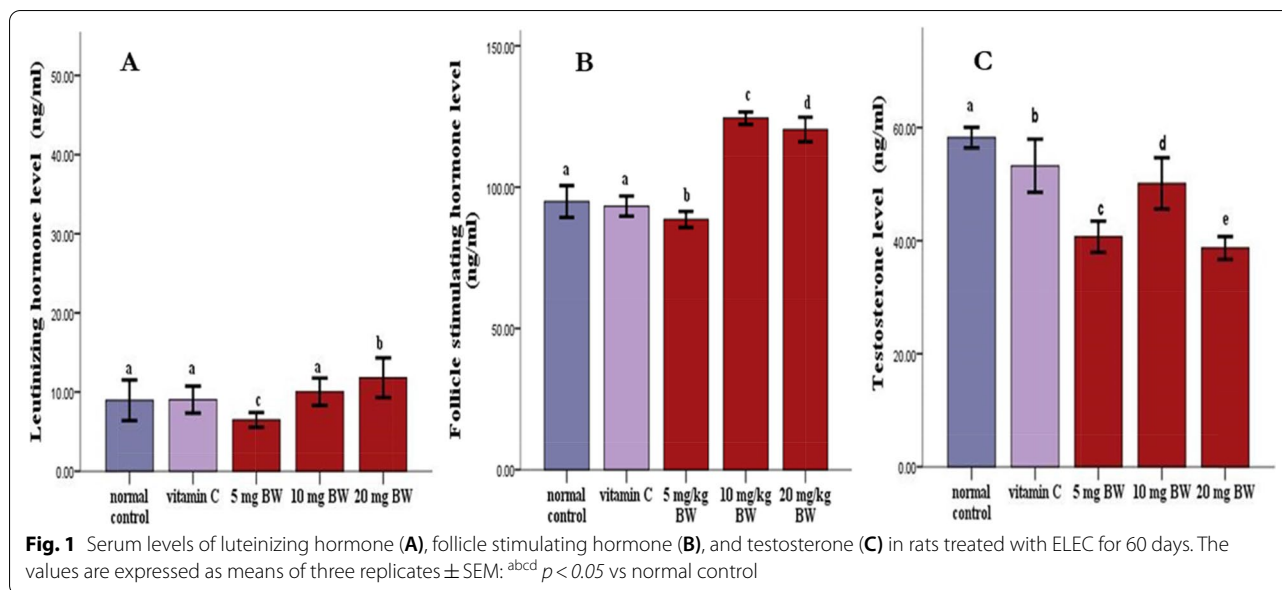 A
Leutinizing hormone level (ng/ml)
50.00
40.00
30.00
20.00
10.00
0.00
a
a
c
a
b
normal control
vitamin C
5 mg BW
10 mg BW
20 mg BW
B
Follicle stimulating hormone level
(ng/ml)
150.00
100.00
50.00
0.00
a
a
b
c
d
normal control
vitamin C
5 mg/kg BW
10 mg/kg BW
20 mg/kg BW
C
Testosterone level (ng/ml)
60.00
40.00
20.00
0.00
a
b
c
d
e
normal control
vitamin C
5 mg BW
10 mg BW
20 mg BW
Fig. 1 Serum levels of luteinizing hormone (A), follicle stimulating hormone (B), and testosterone (C) in rats treated with ELEC for 60 days. The
values are expressed as means of three replicates ± SEM: abcd p < 0.05 vs normal control